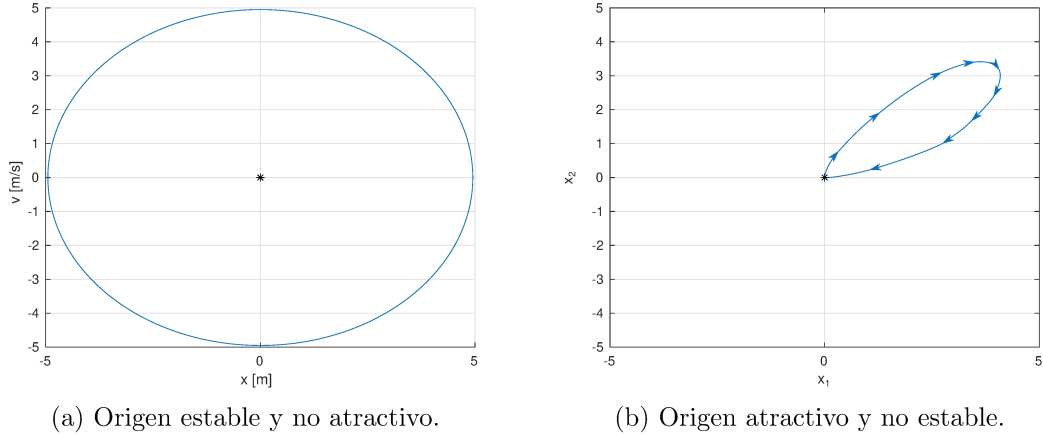 5
4
3
2
1
0
-1
-2
-3
-4
-5
v [m/s]
-5 0 5
x [m]
(a) Origen estable y no atractivo.
5
4
3
2
1
0
-1
-2
-3
-4
-5
x2
-5 0 5
x1
(b) Origen atractivo y no estable.